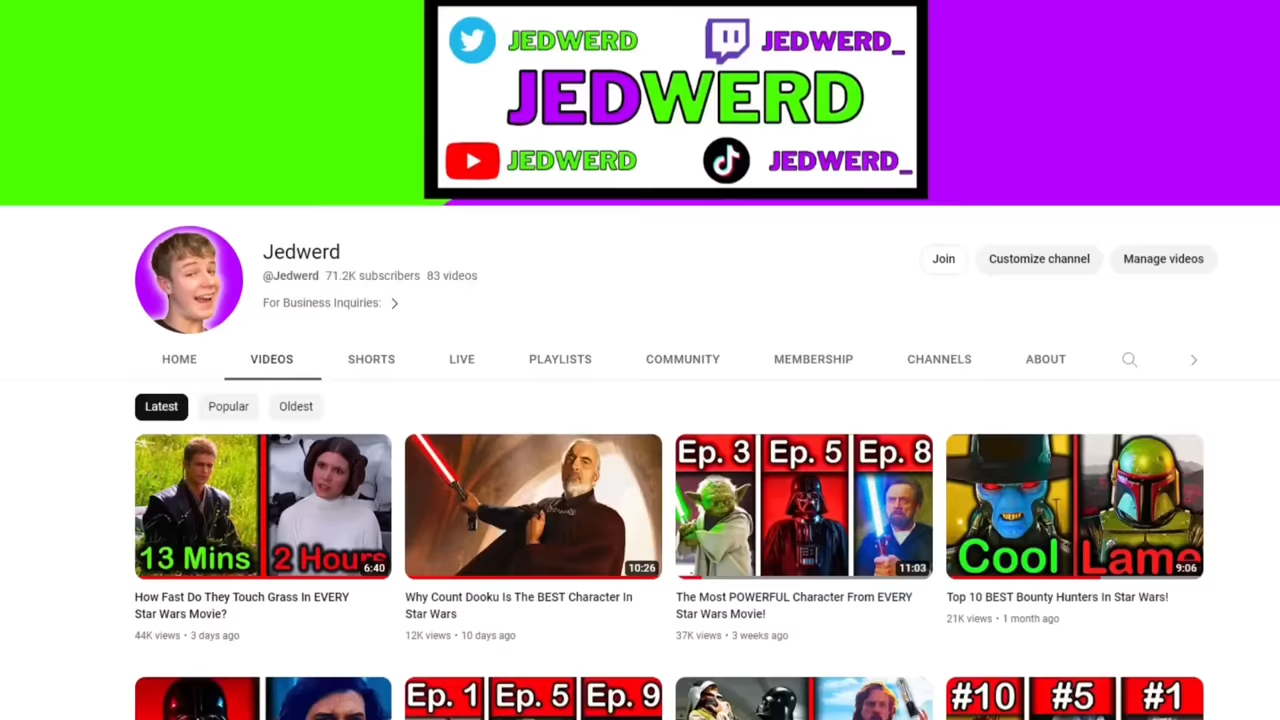 JEDWERD
JEDWERD_
JEDWERD
JEDWERD
JEDWERD_
Jedwerd
@Jedwerd 71.2K subscribers 83 videos
For Business Inquiries:
Join
Customize channel
Manage videos
HOME
VIDEOS
SHORTS
LIVE
PLAYLISTS
COMMUNITY
MEMBERSHIP
CHANNELS
ABOUT
Latest
Popular
Oldest
13 Mins
2 Hours
6:40
How Fast Do They Touch Grass In EVERY
Star Wars Movie?
44K views • 3 days ago
10:26
Why Count Dooku Is The BEST Character In
Star Wars
12K views • 10 days ago
Ep. 3
Ep. 5
Ep. 8
11:03
The Most POWERFUL Character From EVERY
Star Wars Movie!
37K views • 3 weeks ago
Cool
Lame
9:06
Top 10 BEST Bounty Hunters In Star Wars!
21K views • 1 month ago
Ep. 1
Ep. 5
Ep. 9
#10
#5
#1